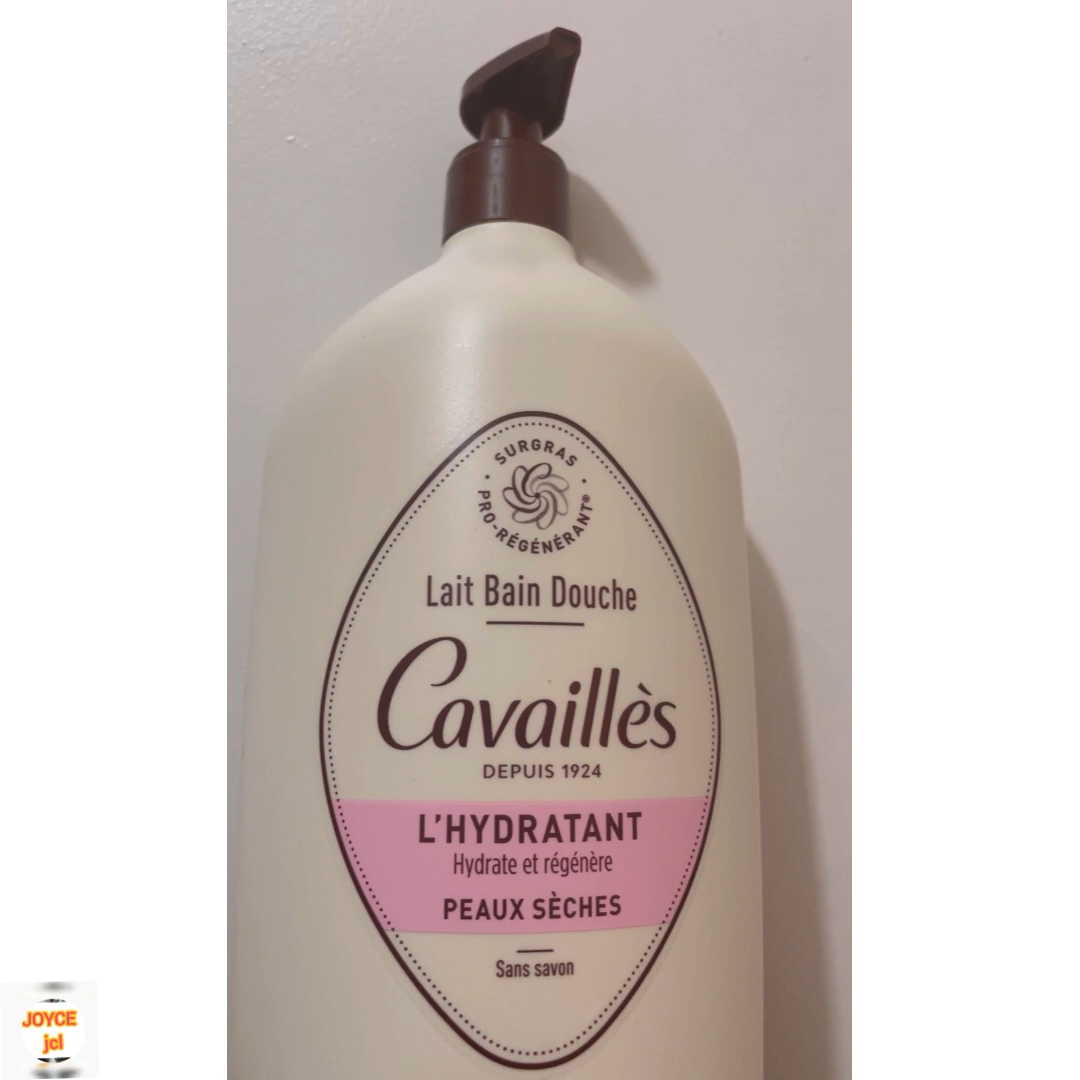 SURGRAS
PRO-RÉGÉNÉRANT®
Lait Bain Douche
Cavaillès
DEPUIS 1924
L'HYDRATANT
Hydrate et régénère
PEAUX SÈCHES
Sans savon
JOYCE
jcl